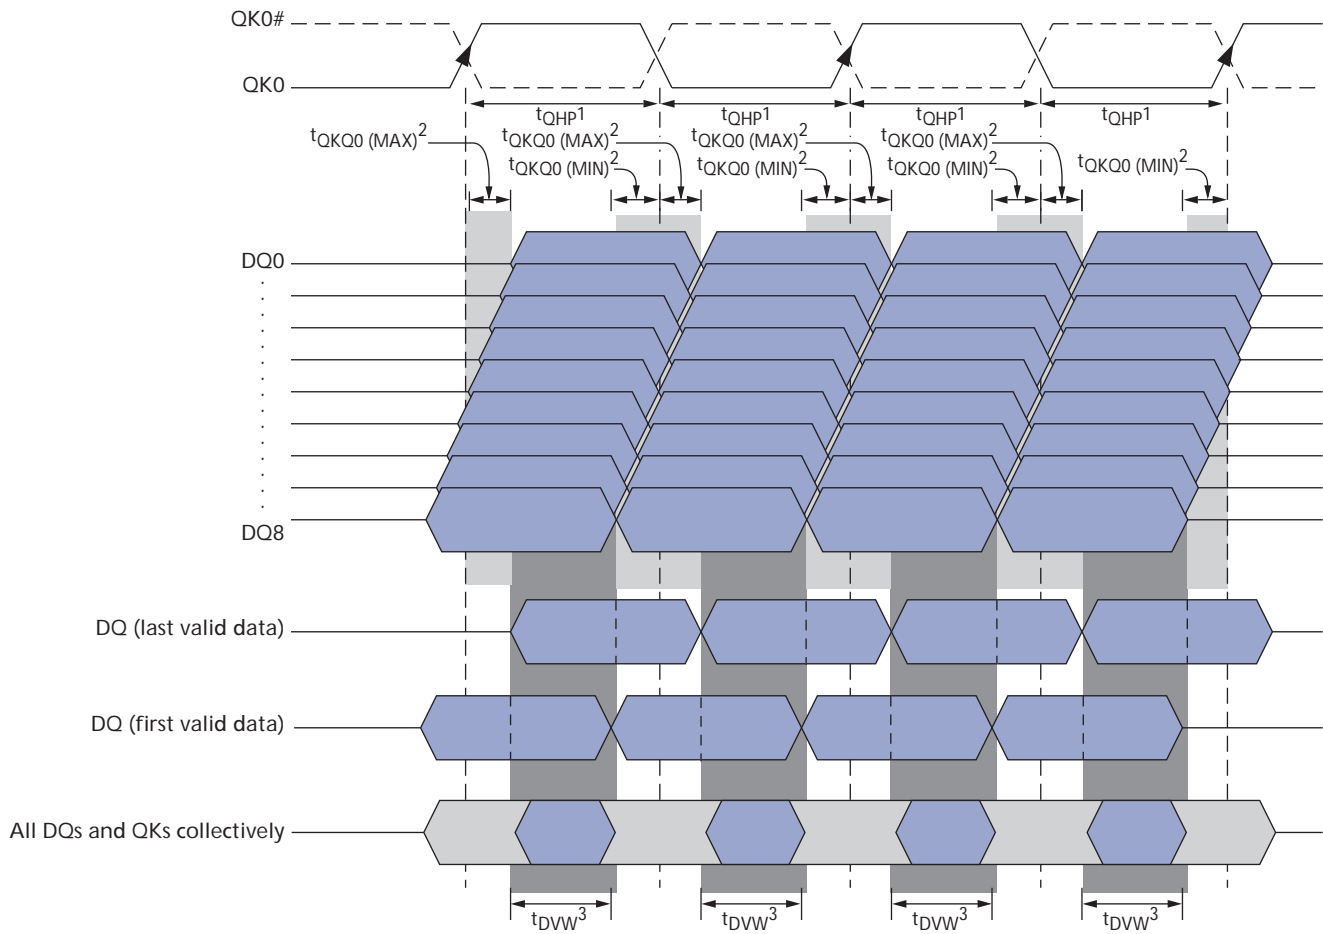 QK0#
QK0
tQHP1 tQHP1 tQHP1 tQHP1
tQKQ0 (MAX)2 tQKQ0 (MAX)2 tQKQ0 (MAX)2 tQKQ0 (MAX)2
tQKQ0 (MIN)2 tQKQ0 (MIN)2 tQKQ0 (MIN)2 tQKQ0 (MIN)2
DQ0
DQ8
DQ (last valid data)
DQ (first valid data)
All DQs and QKs collectively
tDVW3 tDVW3 tDVW3 tDVW3